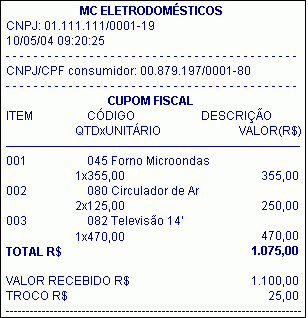 MC ELETRODOMÉSTICOS
CNPJ: 01.111.111/0001-19
10/05/04 09:20:25
CNPJ/CPF consumidor: 00.879.197/0001-80
CUPOM FISCAL
ITEM CÓDIGO DESCRIÇÃO
QTDxUNITÁRIO VALOR(R$)
001 045 Forno Microondas
1x355,00 355,00
002 080 Circulador de Ar
2x125,00 250,00
003 082 Televisão 14'
1x470,00 470,00
TOTAL R$ 1.075,00
VALOR RECEBIDO R$ 1.100,00
TROCO R$ 25,00